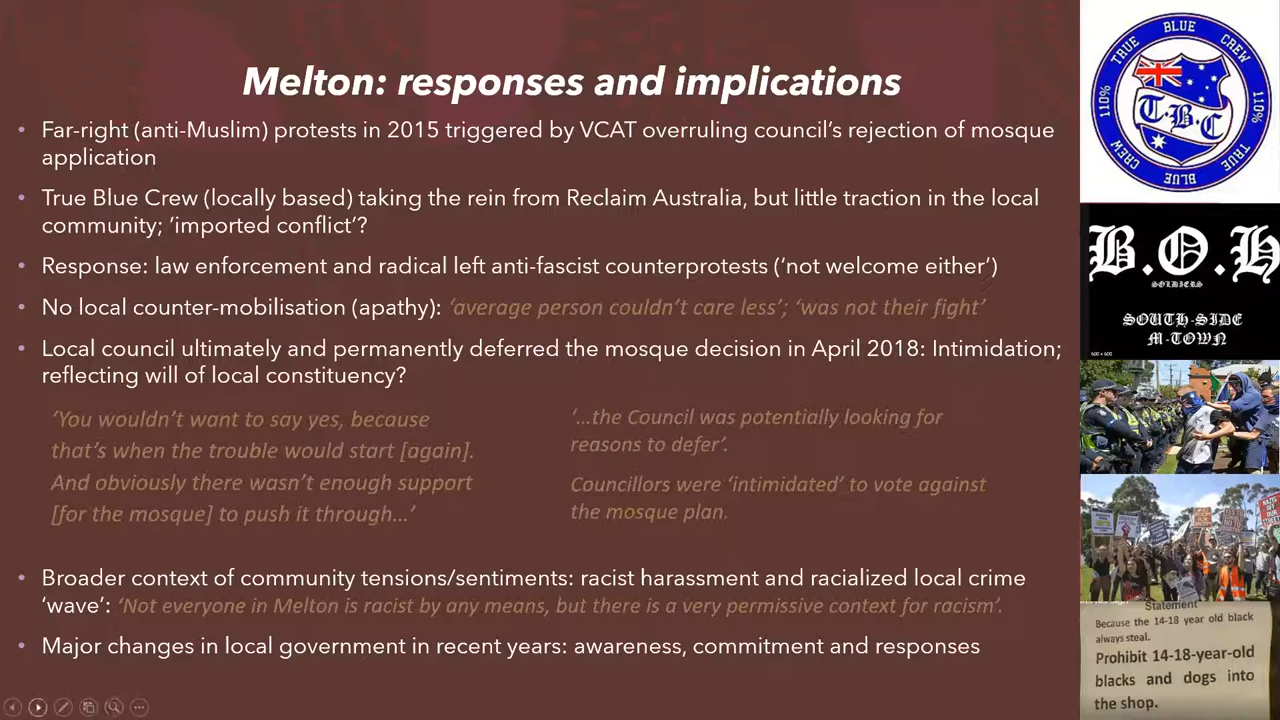 Melton: responses and implications
• Far-right (anti-Muslim) protests in 2015 triggered by VCAT overruling council’s rejection of mosque
application
• True Blue Crew (locally based) taking the rein from Reclaim Australia, but little traction in the local
community; ‘imported conflict’?
• Response: law enforcement and radical left anti-fascist counterprotests (‘not welcome either’)
• No local counter-mobilisation (apathy): ‘average person couldn’t care less’; ‘was not their fight’
• Local council ultimately and permanently deferred the mosque decision in April 2018: Intimidation;
reflecting will of local constituency?
‘You wouldn’t want to say yes, because
that’s when the trouble would start [again].
And obviously there wasn’t enough support
[for the mosque] to push it through…’
‘…the Council was potentially looking for
reasons to defer’.
Councillors were ‘intimidated’ to vote against
the mosque plan.
• Broader context of community tensions/sentiments: racist harassment and racialized local crime
‘wave’: ‘Not everyone in Melton is racist by any means, but there is a very permissive context for racism’.
• Major changes in local government in recent years: awareness, commitment and responses
TRUE BLUE CREW
110%
110%
T.B.C
TRUE BLUE CREW
B.O.H
SOLDIERS
SOUTH-SIDE
M-TOWN
600 x 600
Statement
Because the 14-18 year old black
always steal.
Prohibit 14-18-year-old
blacks and dogs into
the shop.